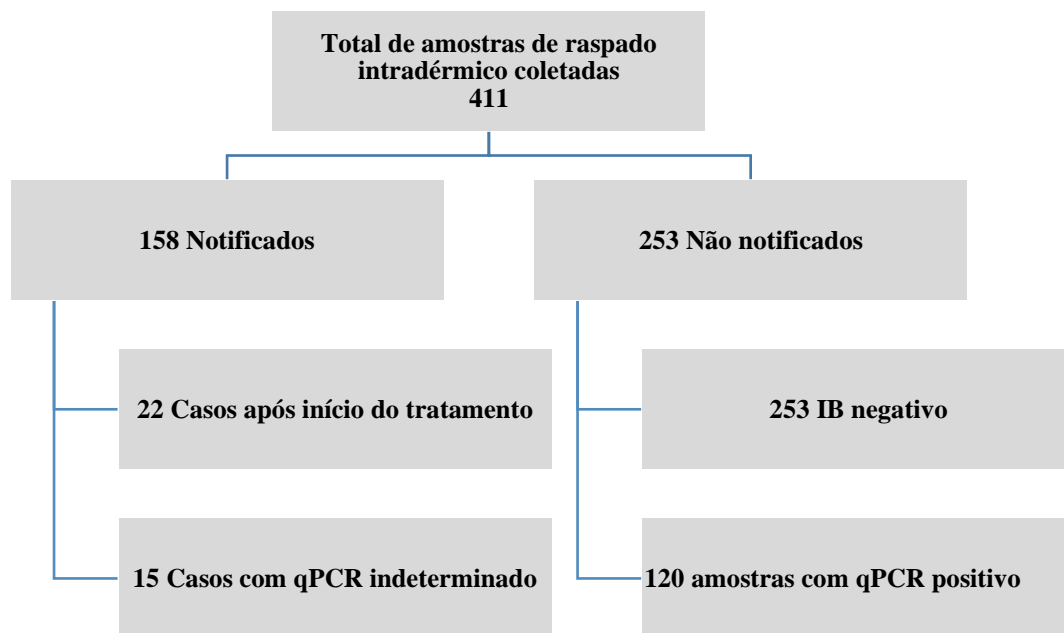 Total de amostras de raspado
intradérmico coletadas
411
158 Notificados
253 Não notificados
22 Casos após início do tratamento
253 IB negativo
15 Casos com qPCR indeterminado
120 amostras com qPCR positivo